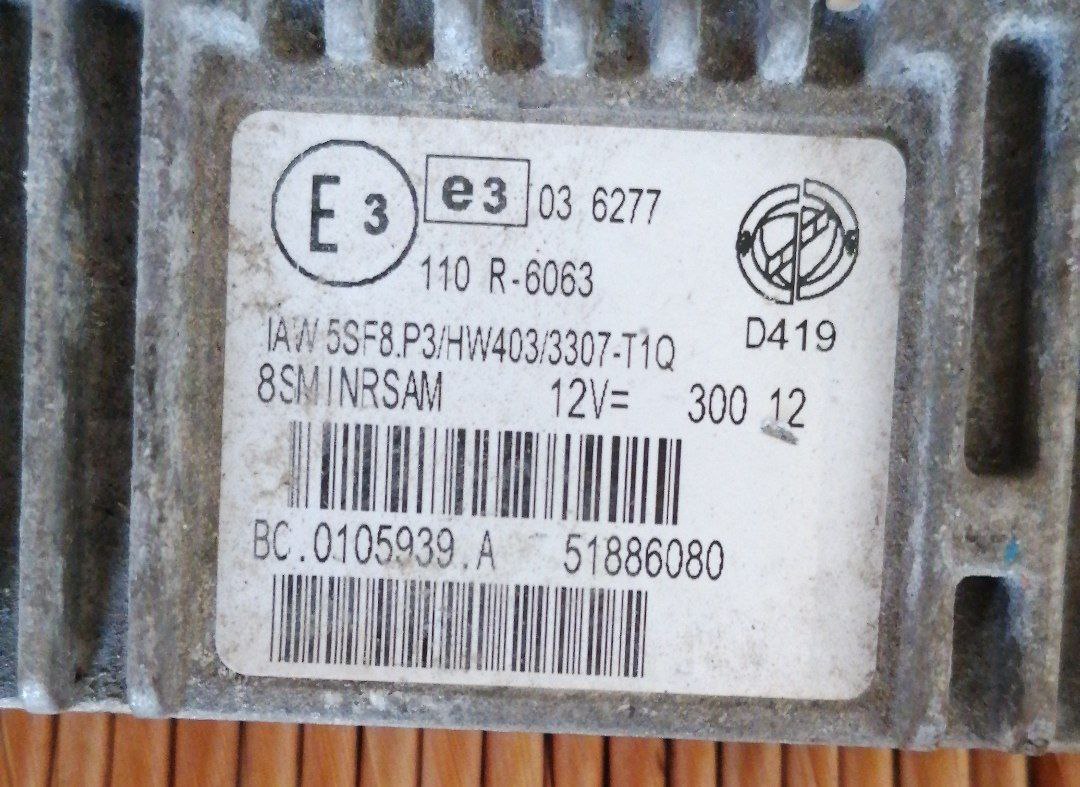 E3 e3 03 6277
110 R-6063
D419
IAW 5SF8.P3/HW403/3307-T1Q
8SMINRSAM 12V= 300 12
BC.0105939.A 51886080